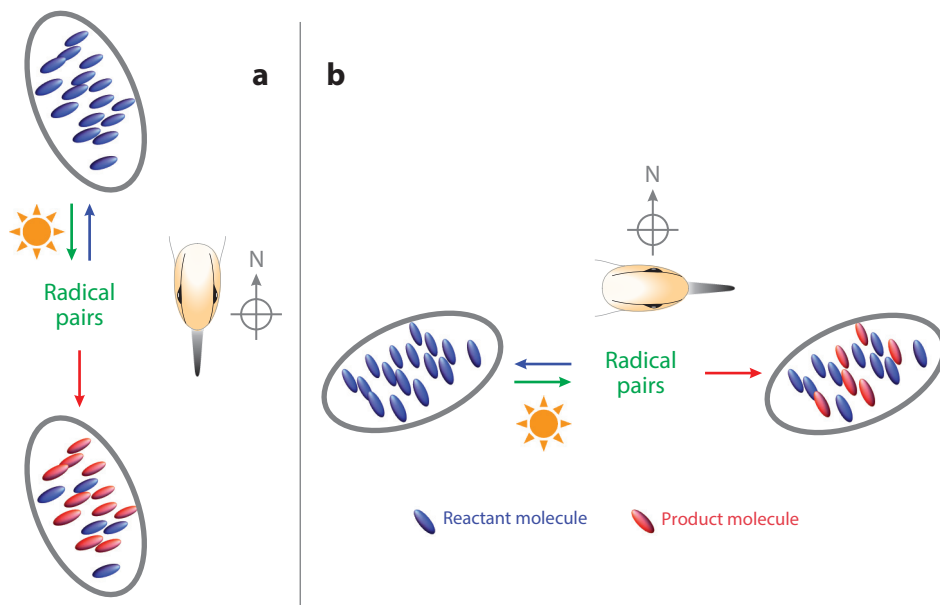 a
N
Radical
pairs
b
N
Radical
pairs
Reactant molecule
Product molecule